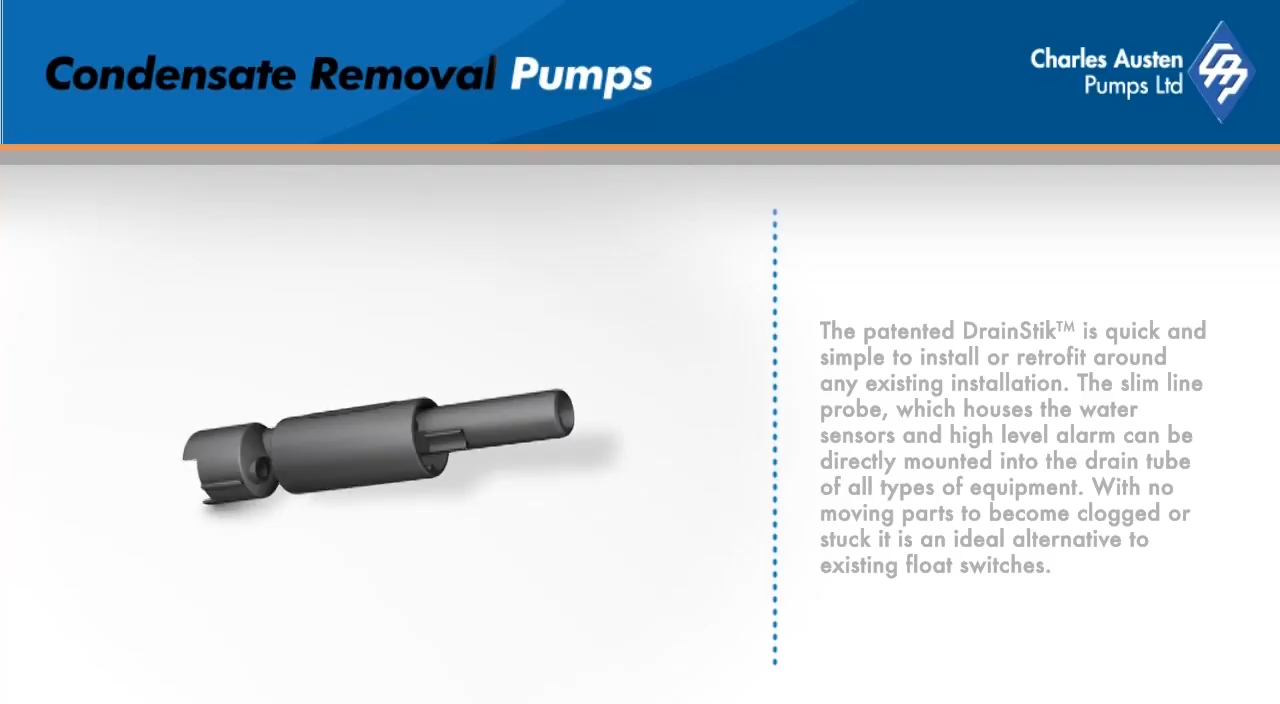 Condensate Removal Pumps
Charles Austen
Pumps Ltd
The patented DrainStik™ is quick and
simple to install or retrofit around
any existing installation. The slim line
probe, which houses the water
sensors and high level alarm can be
directly mounted into the drain tube
of all types of equipment. With no
moving parts to become clogged or
stuck it is an ideal alternative to
existing float switches.